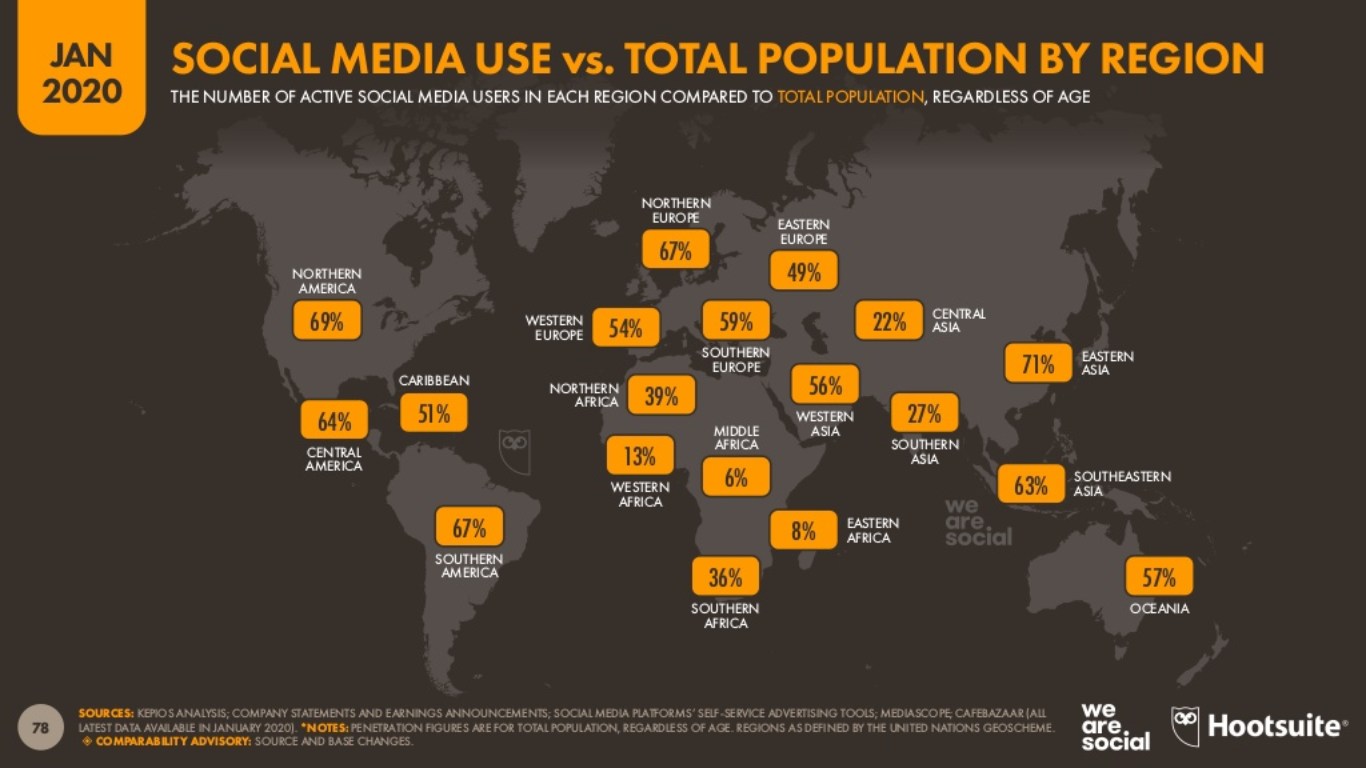 JAN
2020
SOCIAL MEDIA USE vs. TOTAL POPULATION BY REGION
THE NUMBER OF ACTIVE SOCIAL MEDIA USERS IN EACH REGION COMPARED TO TOTAL POPULATION, REGARDLESS OF AGE
NORTHERN
EUROPE
67%
EASTERN
EUROPE
49%
NORTHERN
AMERICA
69%
WESTERN
EUROPE
54%
59%
SOUTHERN
EUROPE
22%
CENTRAL
ASIA
71%
EASTERN
ASIA
CARIBBEAN
51%
NORTHERN
AFRICA
39%
56%
WESTERN
ASIA
27%
SOUTHERN
ASIA
64%
CENTRAL
AMERICA
13%
WESTERN
AFRICA
MIDDLE
AFRICA
6%
63%
SOUTHEASTERN
ASIA
we
are
social
67%
SOUTHERN
AMERICA
8%
EASTERN
AFRICA
36%
SOUTHERN
AFRICA
57%
OCEANIA
78
SOURCES: KEPIOS ANALYSIS; COMPANY STATEMENTS AND EARNINGS ANNOUNCEMENTS; SOCIAL MEDIA PLATFORMS' SELF-SERVICE ADVERTISING TOOLS; MEDIASCOPE; CAFEBAZAAR (ALL
LATEST DATA AVAILABLE IN JANUARY 2020). *NOTES: PENETRATION FIGURES ARE FOR TOTAL POPULATION, REGARDLESS OF AGE. REGIONS AS DEFINED BY THE UNITED NATIONS GEOSCHEME.
COMPARABILITY ADVISORY: SOURCE AND BASE CHANGES.
we
are
social
Hootsuite®